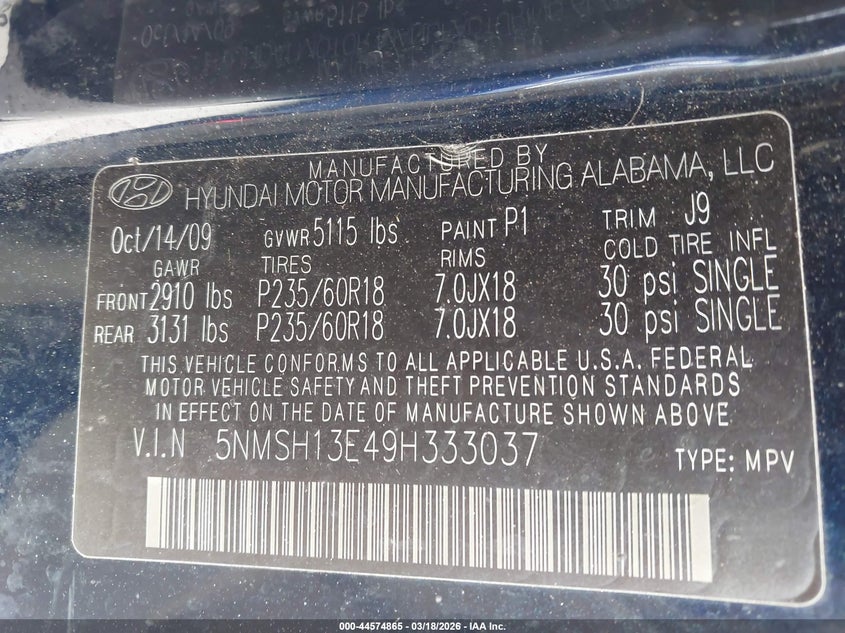 MANUFACTURED BY
HYUNDAI MOTOR MANUFACTURING ALABAMA, LLC
Oct/14/09 GVWR 5115 lbs PAINT P1 TRIM J9
GAWR TIRES RIMS COLD TIRE INFL
FRONT 2910 lbs P235/60R18 7.0JX18 30 psi SINGLE
REAR 3131 lbs P235/60R18 7.0JX18 30 psi SINGLE
THIS VEHICLE CONFORMS TO ALL APPLICABLE U.S.A. FEDERAL
MOTOR VEHICLE SAFETY AND THEFT PREVENTION STANDARDS
IN EFFECT ON THE DATE OF MANUFACTURE SHOWN ABOVE
V.I.N 5NMSH13E49H333037 TYPE: MPV
000-44574865 - 03/18/2026 - IAA Inc.